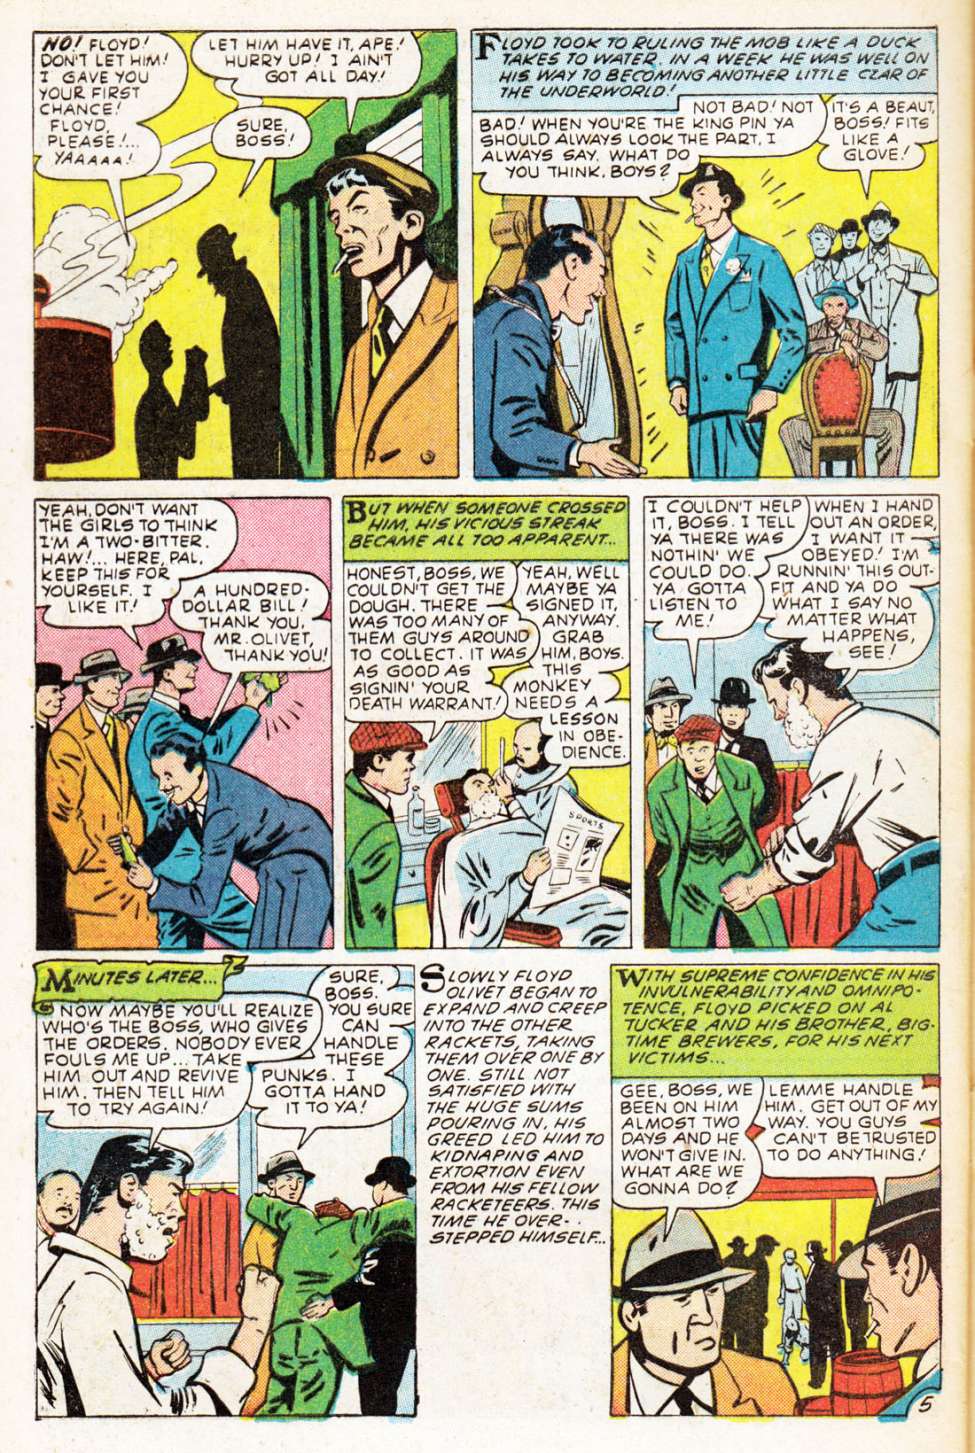 NO! FLOYD!
DON'T LET HIM!
I GAVE YOU
YOUR FIRST
CHANCE!
FLOYD,
PLEASE!...
YAAAAA!
LET HIM HAVE IT, APE!
HURRY UP! I AIN'T
GOT ALL DAY!
SURE,
BOSS!
FLOYD TOOK TO RULING THE MOB LIKE A DUCK
TAKES TO WATER. IN A WEEK HE WAS WELL ON
HIS WAY TO BECOMING ANOTHER LITTLE CZAR OF
THE UNDERWORLD!
NOT BAD! NOT
BAD! WHEN YOU'RE THE KING PIN YA
SHOULD ALWAYS LOOK THE PART, I
ALWAYS SAY. WHAT DO
YOU THINK, BOYS?
IT'S A BEAUT,
BOSS! FITS
LIKE A
GLOVE!
YEAH, DON'T WANT
THE GIRLS TO THINK
I'M A TWO-BITTER.
HAW!... HERE, PAL,
KEEP THIS FOR
YOURSELF. I
LIKE IT!
A HUNDRED-
DOLLAR BILL!
THANK YOU,
MR. OLIVET,
THANK YOU!
BUT WHEN SOMEONE CROSSED
HIM, HIS VICIOUS STREAK
BECAME ALL TOO APPARENT...
HONEST, BOSS, WE
COULDN'T GET THE
DOUGH. THERE
WAS TOO MANY OF
THEM GUYS AROUND
TO COLLECT. IT WAS
AS GOOD AS
SIGNIN' YOUR
DEATH WARRANT!
YEAH, WELL
MAYBE YA
SIGNED IT,
ANYWAY.
GRAB
HIM, BOYS.
THIS
MONKEY
NEEDS A
LESSON
IN OBE-
DIENCE.
SPORTS
I COULDN'T HELP
IT, BOSS. I TELL
YA THERE WAS
NOTHIN' WE
COULD DO.
YA GOTTA
LISTEN TO
ME!
WHEN I HAND
OUT AN ORDER,
I WANT IT
OBEYED! I'M
RUNNIN' THIS OUT-
FIT AND YA DO
WHAT I SAY NO
MATTER WHAT
HAPPENS,
SEE!
MINUTES LATER...
NOW MAYBE YOU'LL REALIZE
WHO'S THE BOSS, WHO GIVES
THE ORDERS. NOBODY EVER
FOULS ME UP... TAKE
HIM OUT AND REVIVE
HIM. THEN TELL HIM
TO TRY AGAIN!
SURE,
BOSS.
YOU SURE
CAN
HANDLE
THESE
PUNKS. I
GOTTA HAND
IT TO YA!
SLOWLY FLOYD
OLIVET BEGAN TO
EXPAND AND CREEP
INTO THE OTHER
RACKETS, TAKING
THEM OVER ONE BY
ONE. STILL NOT
SATISFIED WITH
THE HUGE SUMS
POURING IN, HIS
GREED LED HIM TO
KIDNAPING AND
EXTORTION EVEN
FROM HIS FELLOW
RACKETEERS. THIS
TIME HE OVER-
STEPPED HIMSELF...
WITH SUPREME CONFIDENCE IN HIS
INVULNERABILITY AND OMNIPO-
TENCE, FLOYD PICKED ON AL
TUCKER AND HIS BROTHER, BIG-
TIME BREWERS, FOR HIS NEXT
VICTIMS...
GEE, BOSS, WE
BEEN ON HIM
ALMOST TWO
DAYS AND HE
WON'T GIVE IN.
WHAT ARE WE
GONNA DO?
LEMME HANDLE
HIM. GET OUT OF MY
WAY. YOU GUYS
CAN'T BE TRUSTED
TO DO ANYTHING!
5